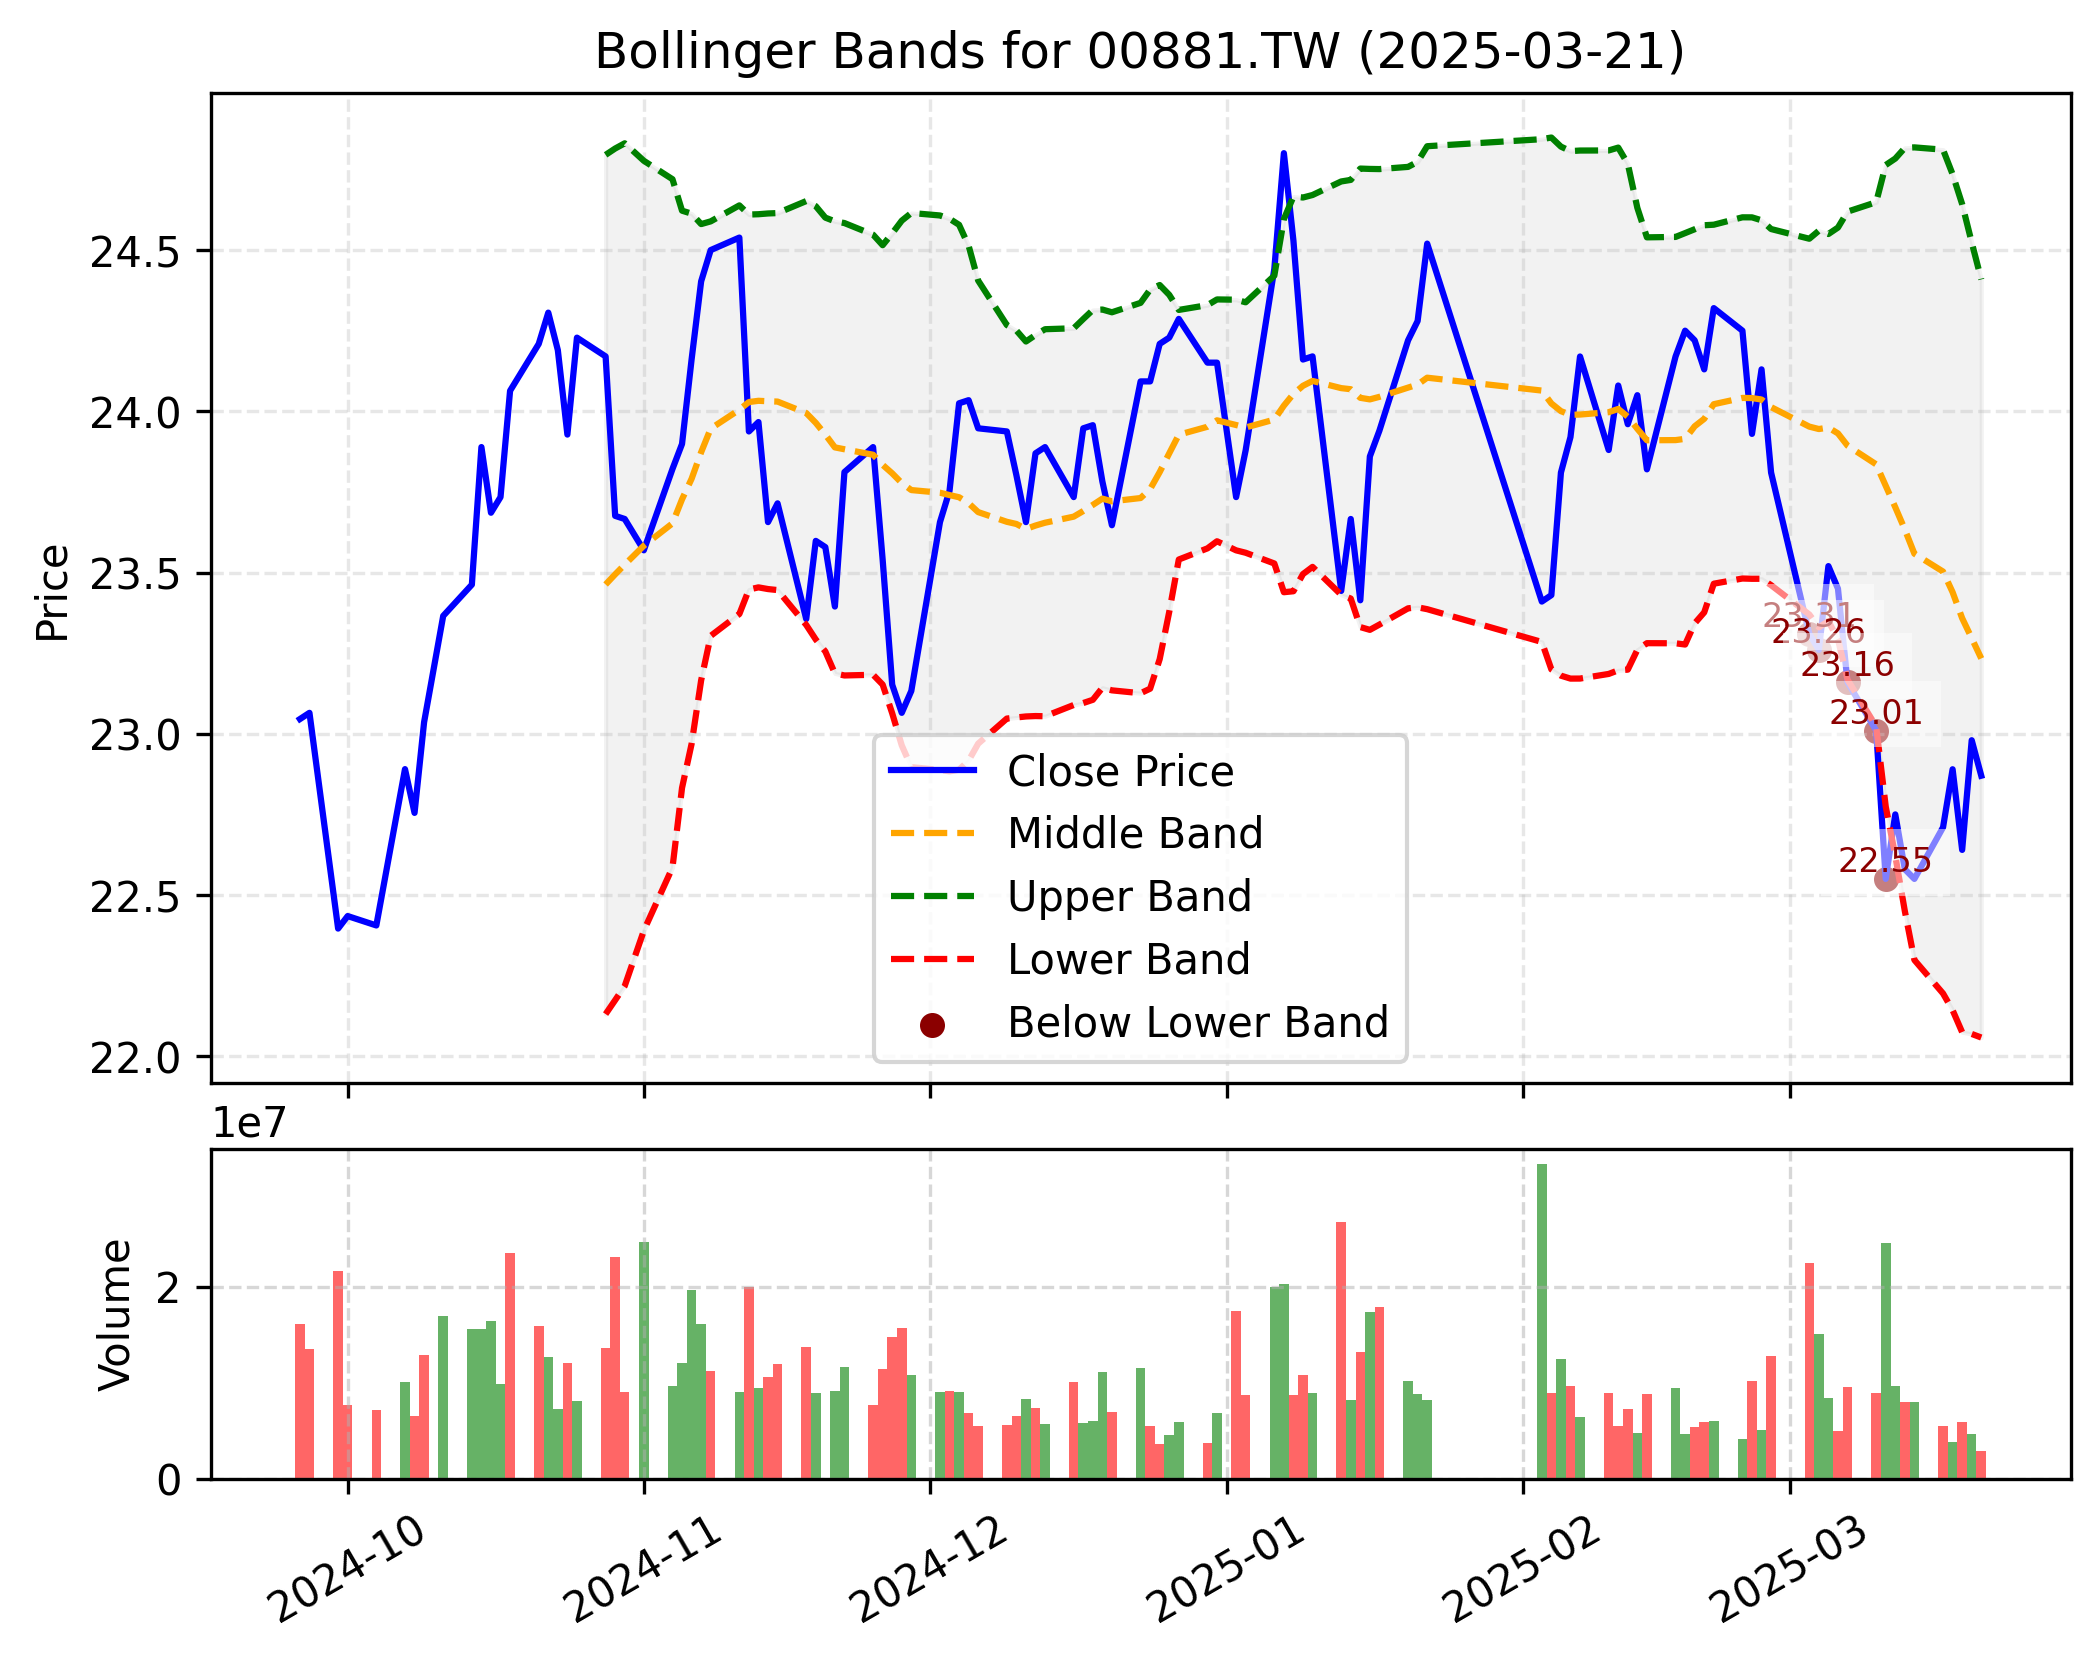 Bollinger Bands for 00881.TW (2025-03-21)
Price
24.5
24.0
23.5
23.0
22.5
22.0
23.31
23.26
23.16
23.01
22.55
Close Price
Middle Band
Upper Band
Lower Band
Below Lower Band
1e7
Volume
2
0
2024-10
2024-11
2024-12
2025-01
2025-02
2025-03